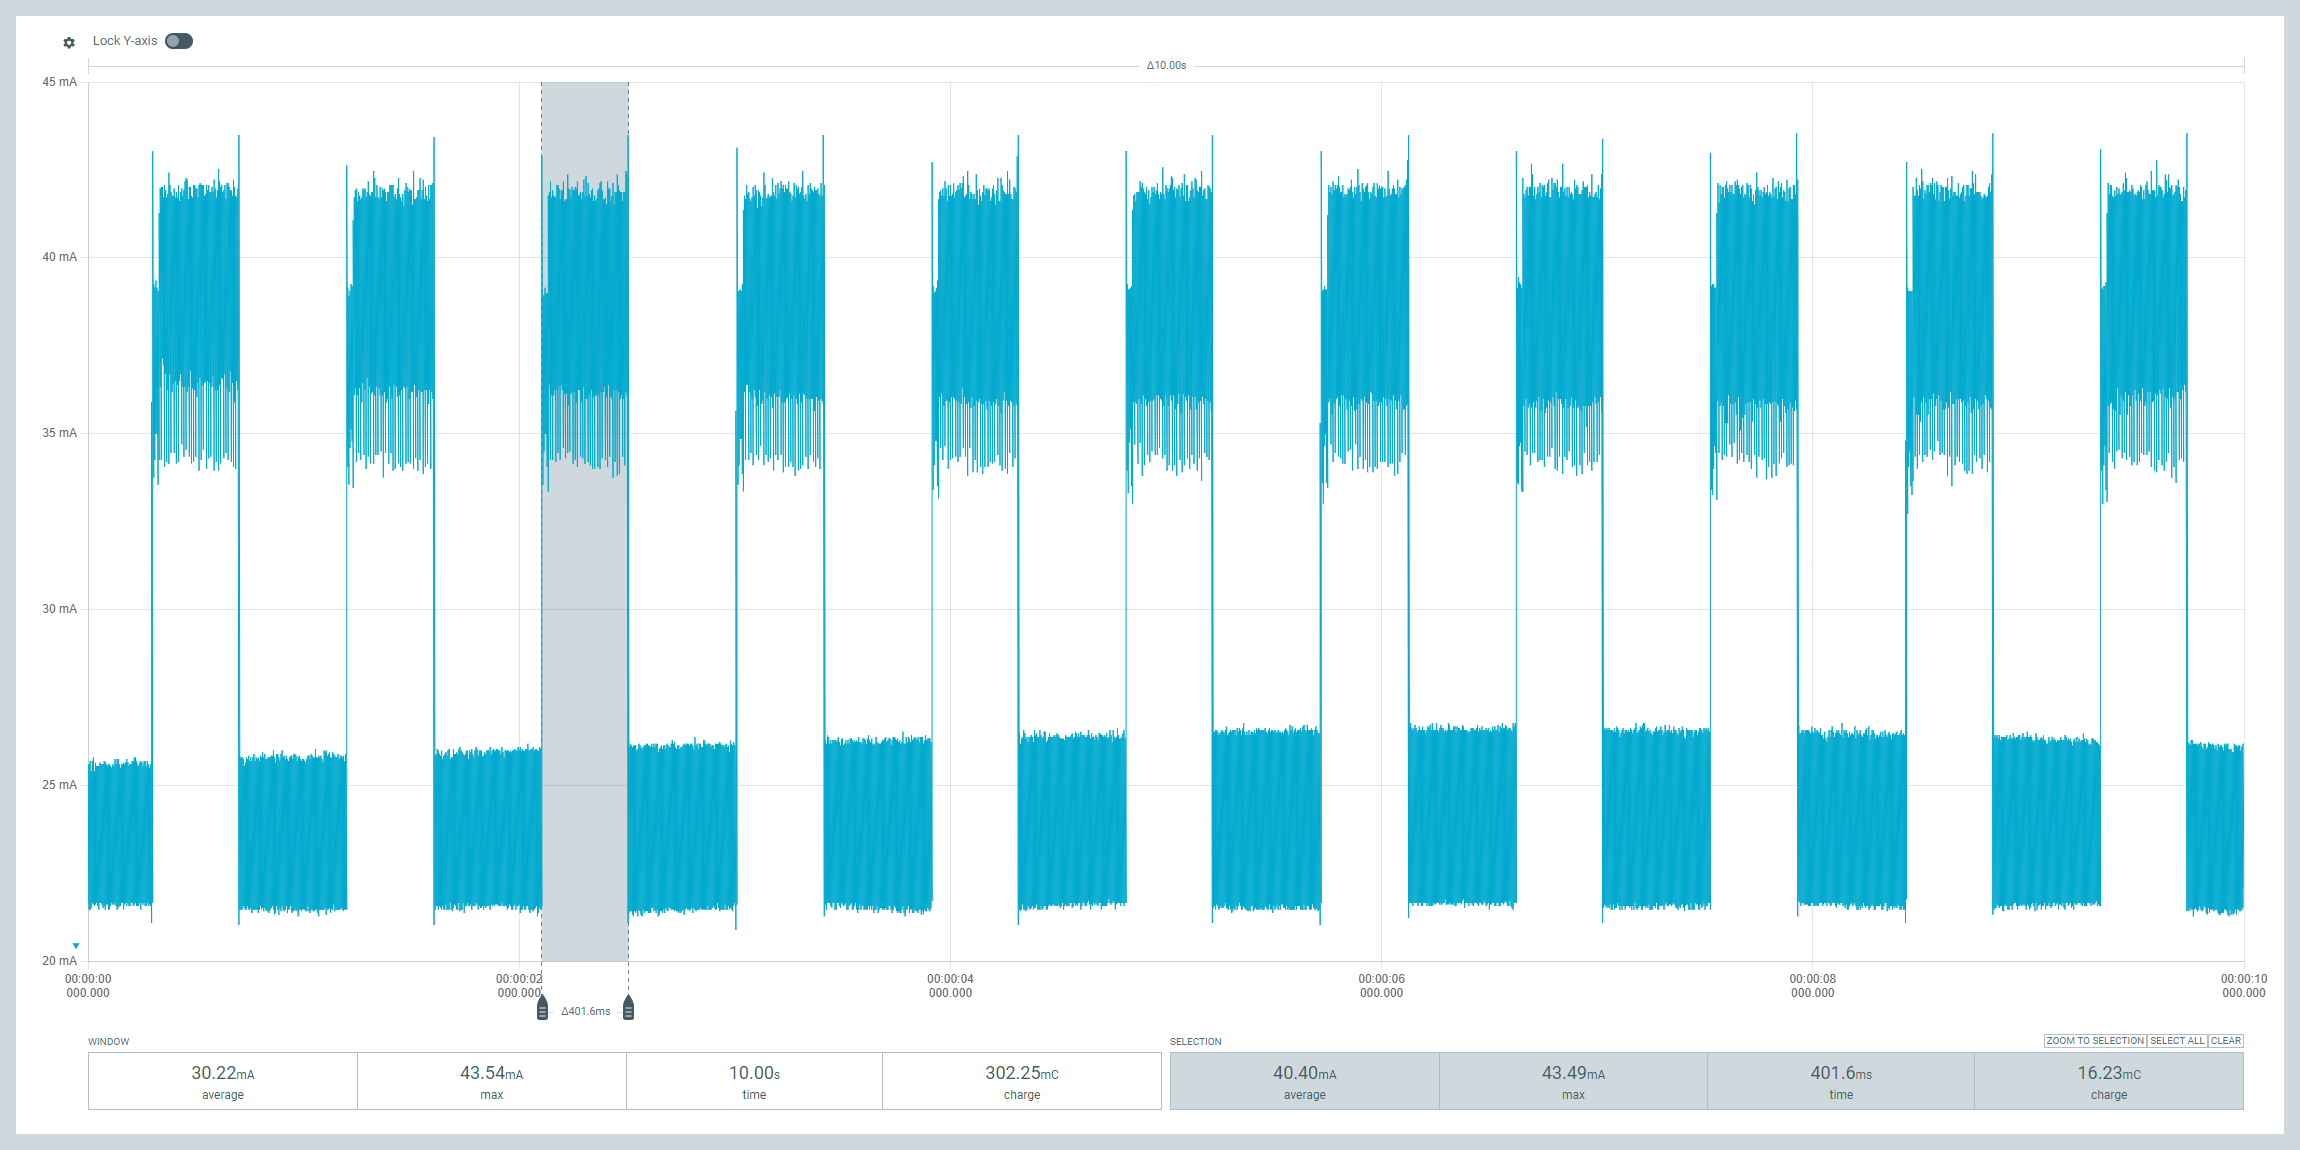 Lock Y-axis
Δ10.00s
45 mA
40 mA
35 mA
30 mA
25 mA
20 mA
00:00:00 00:00:02 00:00:04 00:00:06 00:00:08 00:00:10
000.000 000.000 000.000 000.000 000.000 000.000
Δ401.6ms
WINDOW
30.22mA 43.54mA 10.00s 302.25mC
average max time charge
SELECTION
ZOOM TO SELECTION SELECT ALL CLEAR
40.40mA 43.49mA 401.6ms 16.23mC
average max time charge